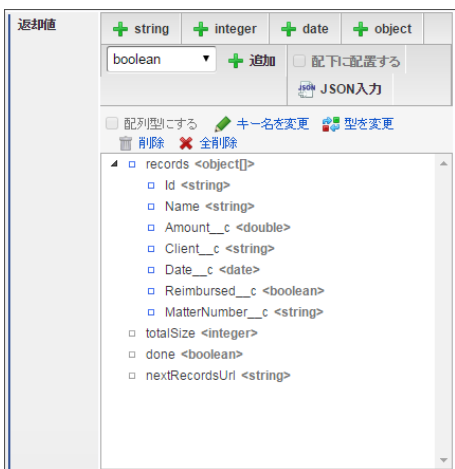 返却値
string integer date object
boolean 追加 配下に配置する
JSON入力
配列型にする キー名を変更 型を変更
削除 全削除
records <object[]>
Id <string>
Name <string>
Amount__c <double>
Client__c <string>
Date__c <date>
Reimbursed__c <boolean>
MatterNumber__c <string>
totalSize <integer>
done <boolean>
nextRecordsUrl <string>